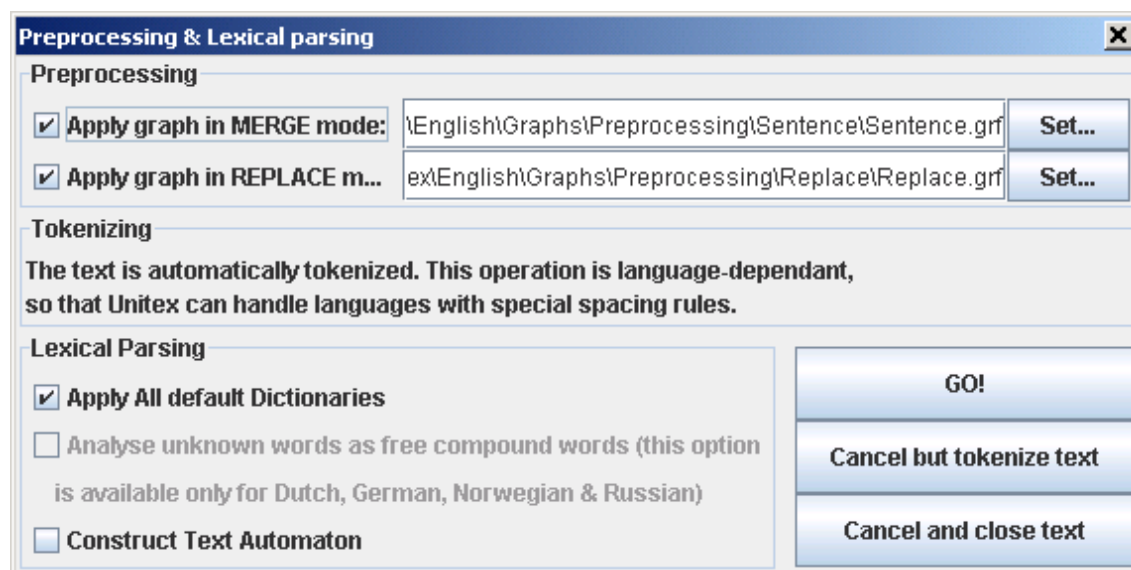 Preprocessing & Lexical parsing
Preprocessing
Apply graph in MERGE mode:
\English\Graphs\Preprocessing\Sentence\Sentence.grf
Set...
Apply graph in REPLACE m...
ex\English\Graphs\Preprocessing\Replace\Replace.grf
Set...
Tokenizing
The text is automatically tokenized. This operation is language-dependant,
so that Unitex can handle languages with special spacing rules.
Lexical Parsing
Apply All default Dictionaries
Analyse unknown words as free compound words (this option
is available only for Dutch, German, Norwegian & Russian)
Construct Text Automaton
GO!
Cancel but tokenize text
Cancel and close text